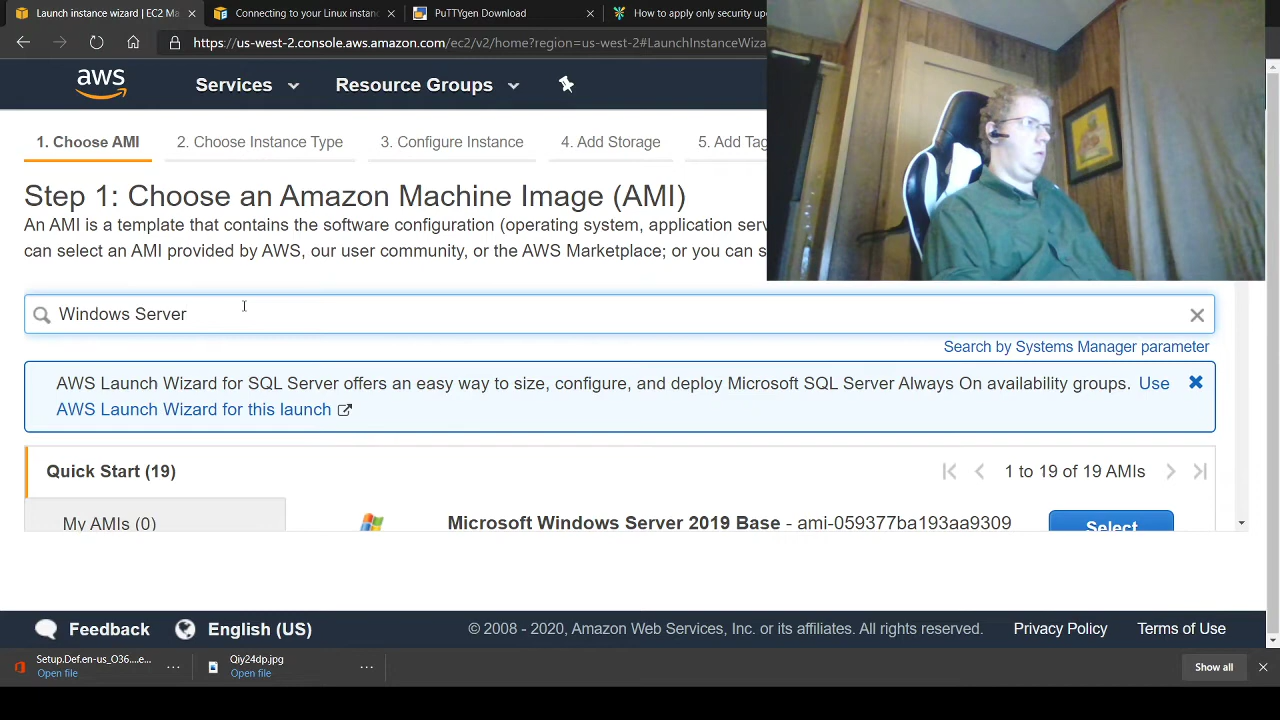 Launch instance wizard | EC2 Ma
Connecting to your Linux instanc
PuTTYgen Download
How to apply only security up
https://us-west-2.console.aws.amazon.com/ec2/v2/home?region=us-west-2#LaunchInstanceWiza
aws
Services
Resource Groups
1. Choose AMI
2. Choose Instance Type
3. Configure Instance
4. Add Storage
5. Add Tag
Step 1: Choose an Amazon Machine Image (AMI)
An AMI is a template that contains the software configuration (operating system, application serv
can select an AMI provided by AWS, our user community, or the AWS Marketplace; or you can s
Windows Server
Search by Systems Manager parameter
AWS Launch Wizard for SQL Server offers an easy way to size, configure, and deploy Microsoft SQL Server Always On availability groups. Use
AWS Launch Wizard for this launch
Quick Start (19)
1 to 19 of 19 AMIs
My AMIs (0)
Microsoft Windows Server 2019 Base - ami-059377ba193aa9309
Select
Feedback
English (US)
© 2008 - 2020, Amazon Web Services, Inc. or its affiliates. All rights reserved.
Privacy Policy
Terms of Use
Setup.Def.en-us_O36....e...
Open file
Qiy24dp.jpg
Open file
Show all